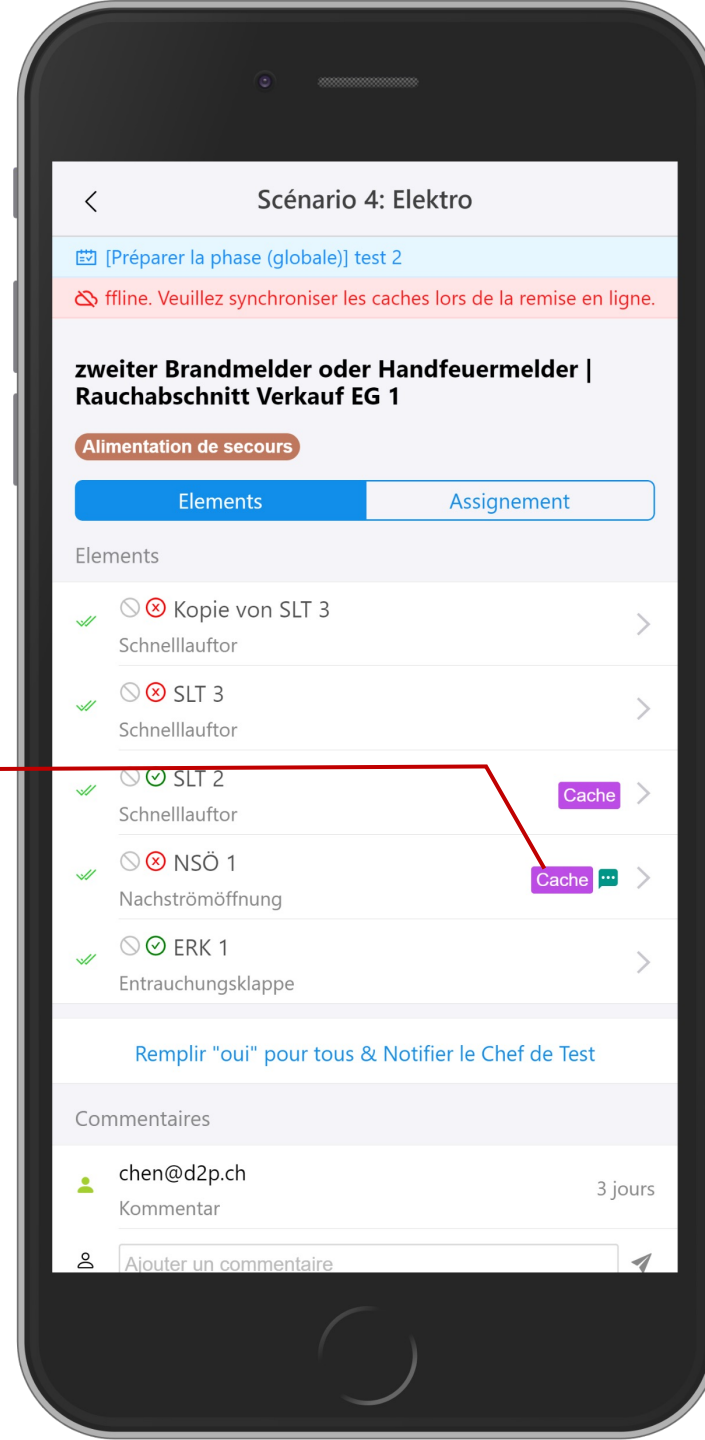 Scénario 4: Elektro
[Préparer la phase (globale)] test 2
ffline. Veuillez synchroniser les caches lors de la remise en ligne.
zweiter Brandmelder oder Handfeuermelder |
Rauchabschnitt Verkauf EG 1
Alimentation de secours
Elements Assignement
Elements
Kopie von SLT 3
Schnelllauftor
SLT 3
Schnelllauftor
SLT 2 Cache
Schnelllauftor
NSÖ 1 Cache
Nachströmöffnung
ERK 1
Entrauchungsklappe
Remplir "oui" pour tous & Notifier le Chef de Test
Commentaires
chen@d2p.ch 3 jours
Kommentar
Ajouter un commentaire